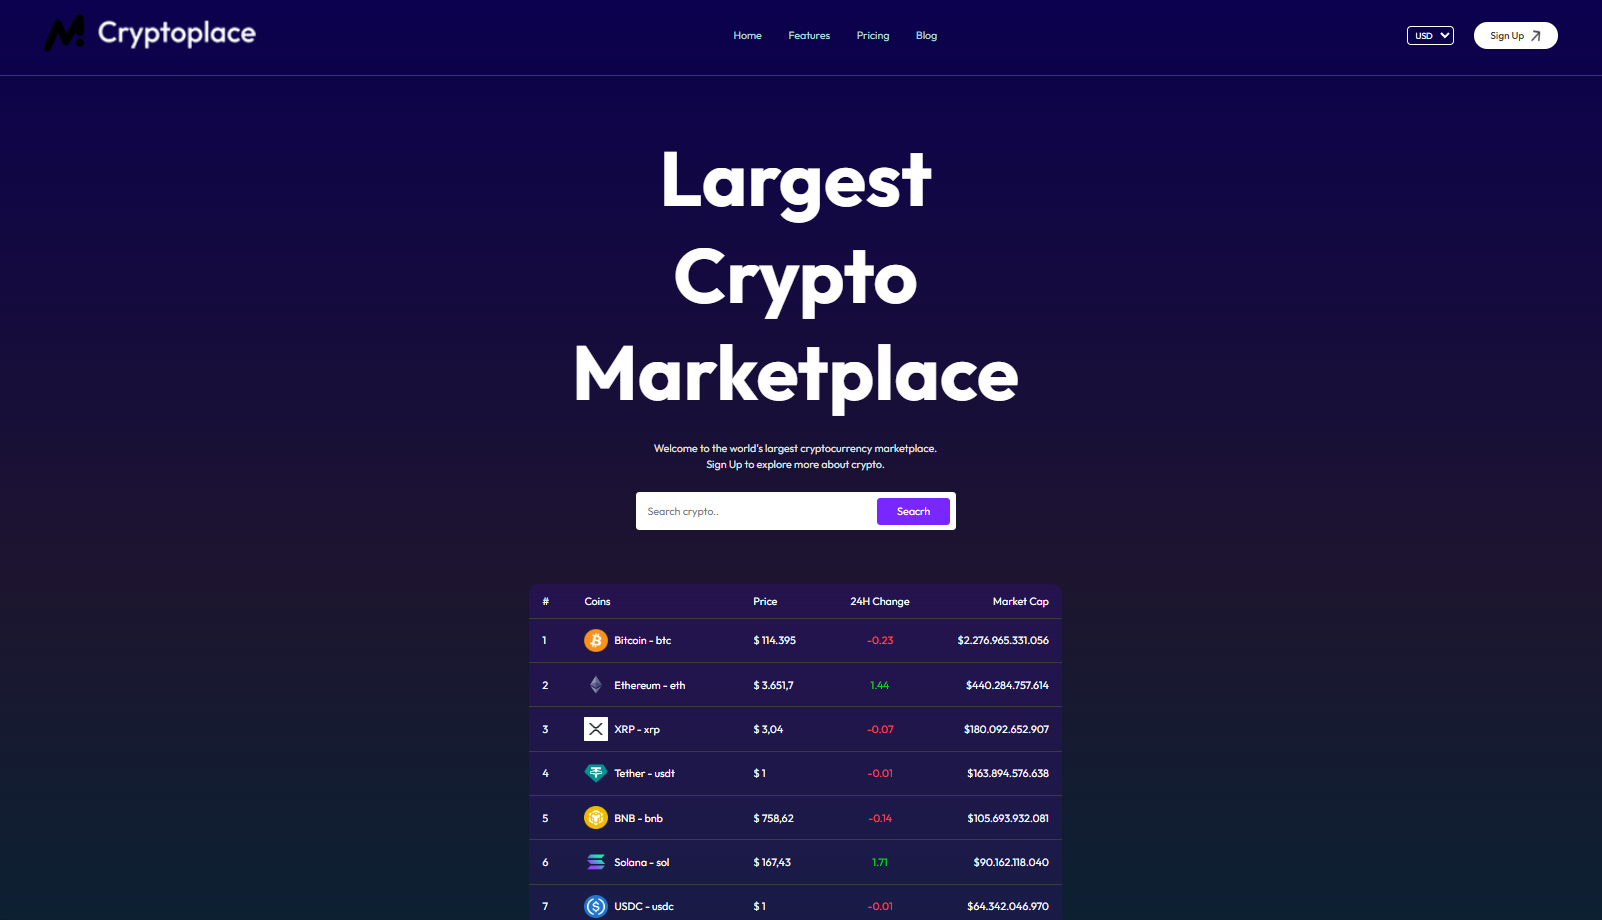 Cryptoplace
Home Features Pricing Blog
USD
Sign Up
Largest
Crypto
Marketplace
Welcome to the world's largest cryptocurrency marketplace.
Sign Up to explore more about crypto.
Search crypto..
Seacrh
# Coins Price 24H Change Market Cap
1 Bitcoin - btc $ 114.395 -0.23 $2.276.965.331.056
2 Ethereum - eth $ 3.651,7 1.44 $440.284.757.614
3 XRP - xrp $ 3,04 -0.07 $180.092.652.907
4 Tether - usdt $ 1 -0.01 $163.894.576.638
5 BNB - bnb $ 758,62 -0.14 $105.693.932.081
6 Solana - sol $ 167,43 1.71 $90.162.118.040
7 USDC - usdc $ 1 -0.01 $64.342.046.970